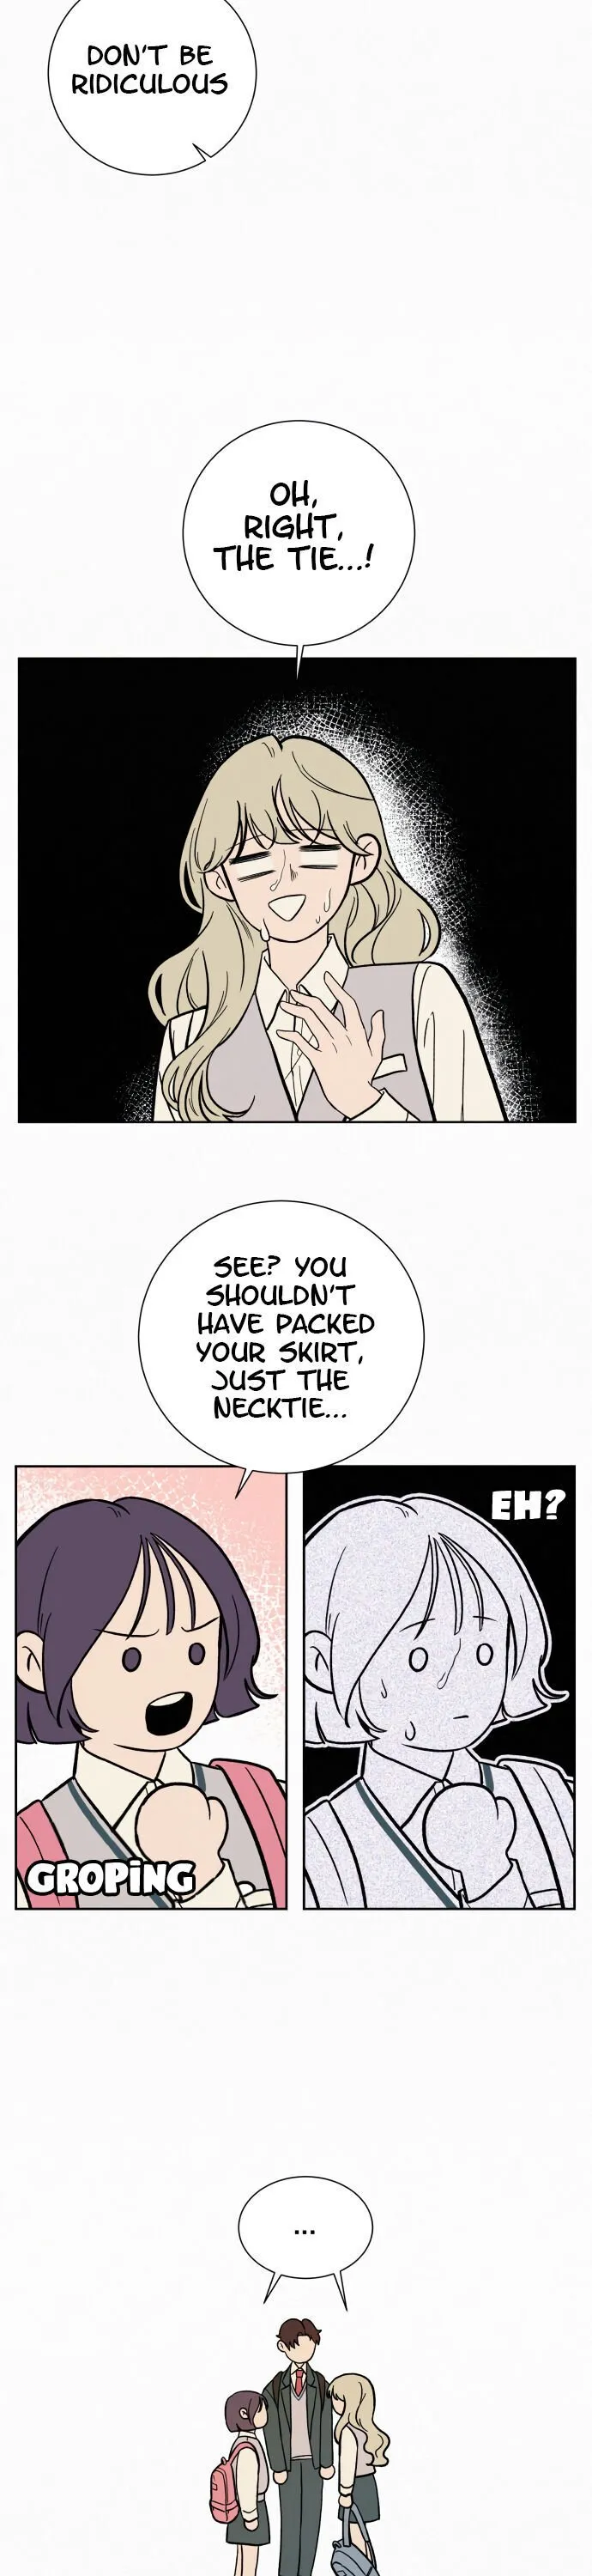 DON'T BE
RIDICULOUS
OH,
RIGHT,
THE TIE...!
SEE? YOU
SHOULDN'T
HAVE PACKED
YOUR SKIRT,
JUST THE
NECKTIE...
EH?
GROPING
...